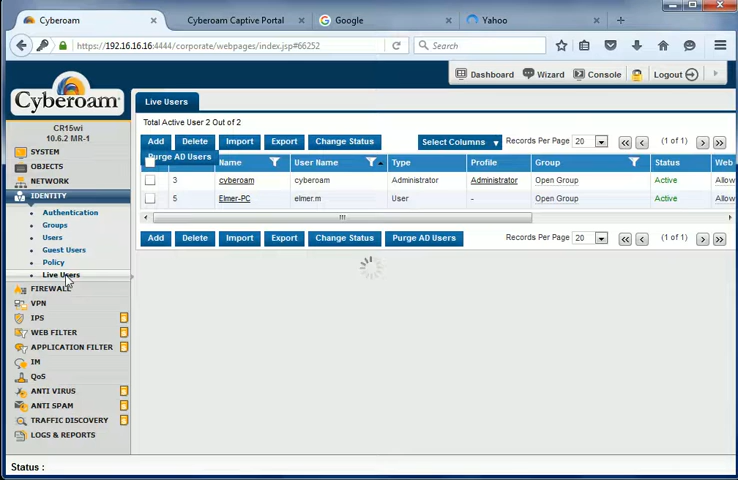 Cyberoam
Cyberoam Captive Portal
Google
Yahoo
https://192.16.16.16:4444/corporate/webpages/index.jsp#66252
Search
Cyberoam
Dashboard
Wizard
Console
Logout
CR15wi
10.6.2 MR-1
SYSTEM
OBJECTS
NETWORK
IDENTITY
Authentication
Groups
Users
Guest Users
Policy
Live Users
FIREWALL
VPN
IPS
WEB FILTER
APPLICATION FILTER
IM
QoS
ANTI VIRUS
ANTI SPAM
TRAFFIC DISCOVERY
LOGS & REPORTS
Live Users
Total Active User 2 Out of 2
Add Delete Import Export Change Status Select Columns Records Per Page 20 (1 of 1)
Purge AD Users
Name User Name Type Profile Group Status Web
3 cyberoam cyberoam Administrator Administrator Open Group Active Allow
5 Elmer-PC elmer.m User - Open Group Active Allow
Add Delete Import Export Change Status Purge AD Users Records Per Page 20 (1 of 1)
Status :